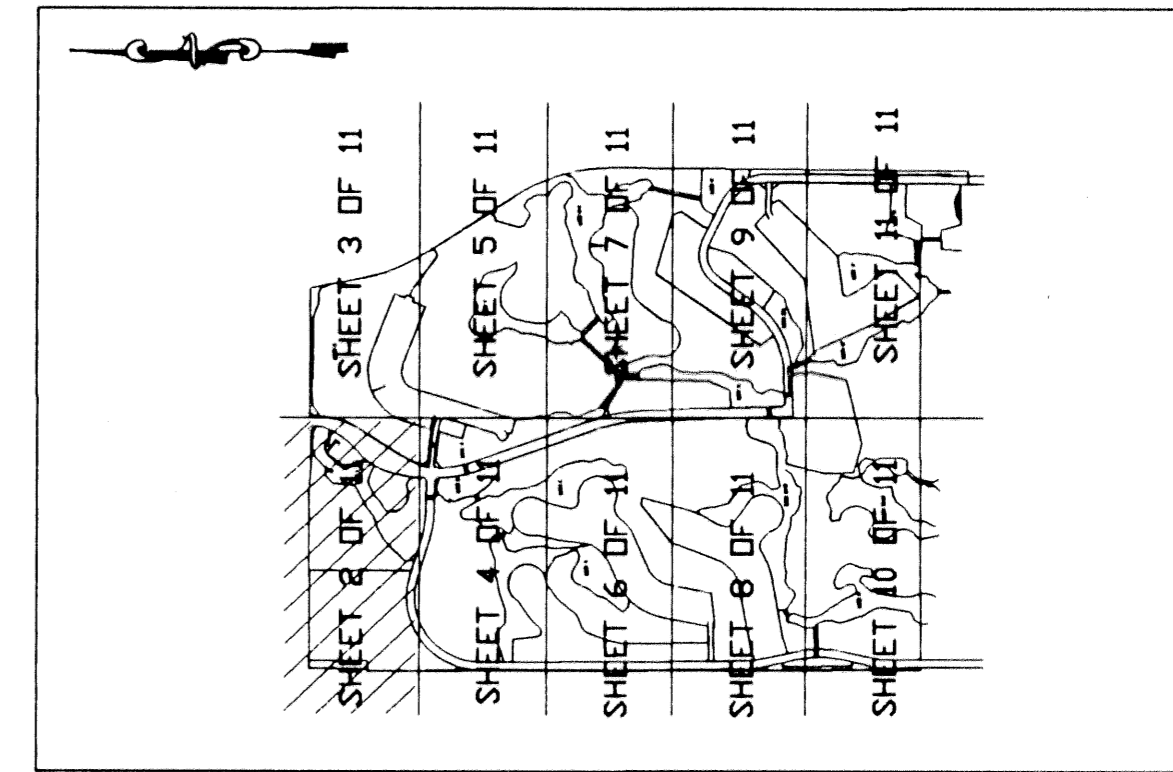 SHEET 3 OF 11
SHEET 5 OF 11
SHEET 7 OF 11
SHEET 9 OF 11
SHEET 11 OF 11
SHEET 2 OF 11
SHEET 4 OF 11
SHEET 6 OF 11
SHEET 8 OF 11
SHEET 10 OF 11